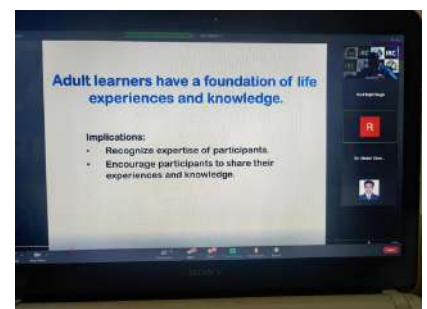 Adult learners have a foundation of life
experiences and knowledge.
Implications:
• Recognize expertise of participants.
• Encourage participants to share their
experiences and knowledge.
IRC
R
SONY